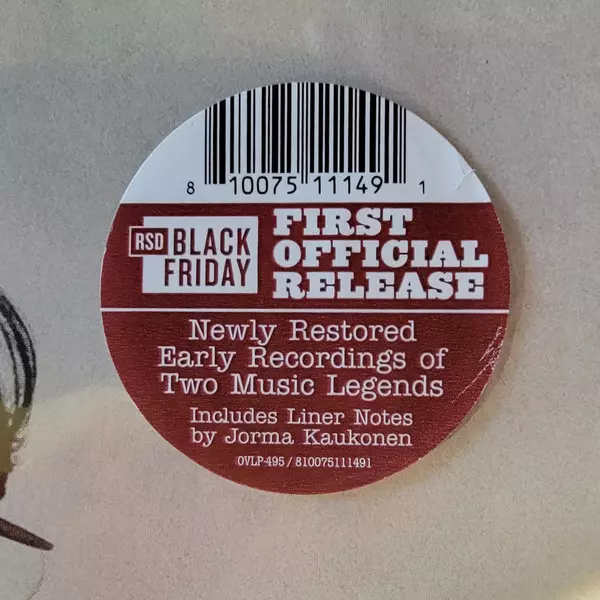 8 10075 11149 1
RSD BLACK FRIDAY
FIRST
OFFICIAL
RELEASE
Newly Restored
Early Recordings of
Two Music Legends
Includes Liner Notes
by Jorma Kaukonen
OVLP-495 / 810075111491